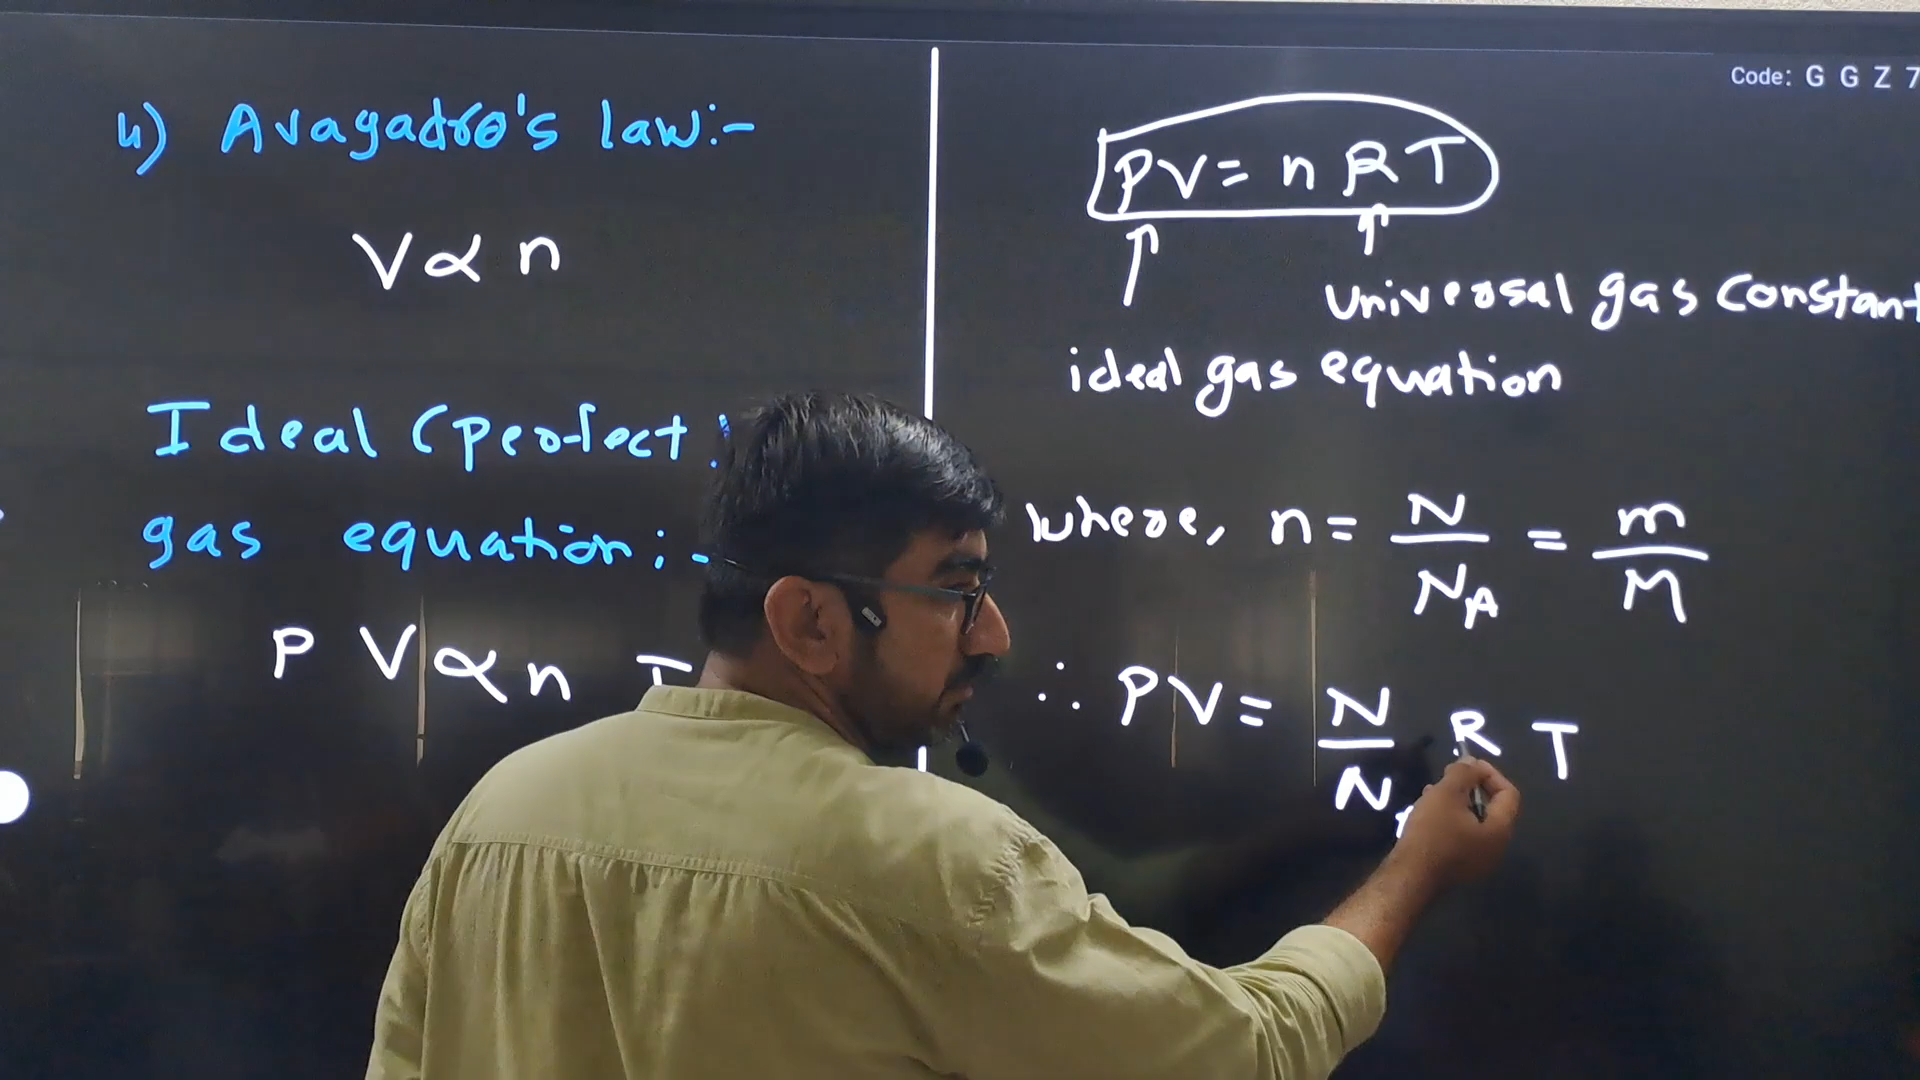 4) Avagadro's law:-
V ∝ n
Ideal (perfect)
gas equation:-
P V ∝ n T
Code: G G Z 7
PV = n R T
↑ ↑
Universal gas constant
ideal gas equation
where, n = N/N_A = m/M
∴ PV = N/N_A R T